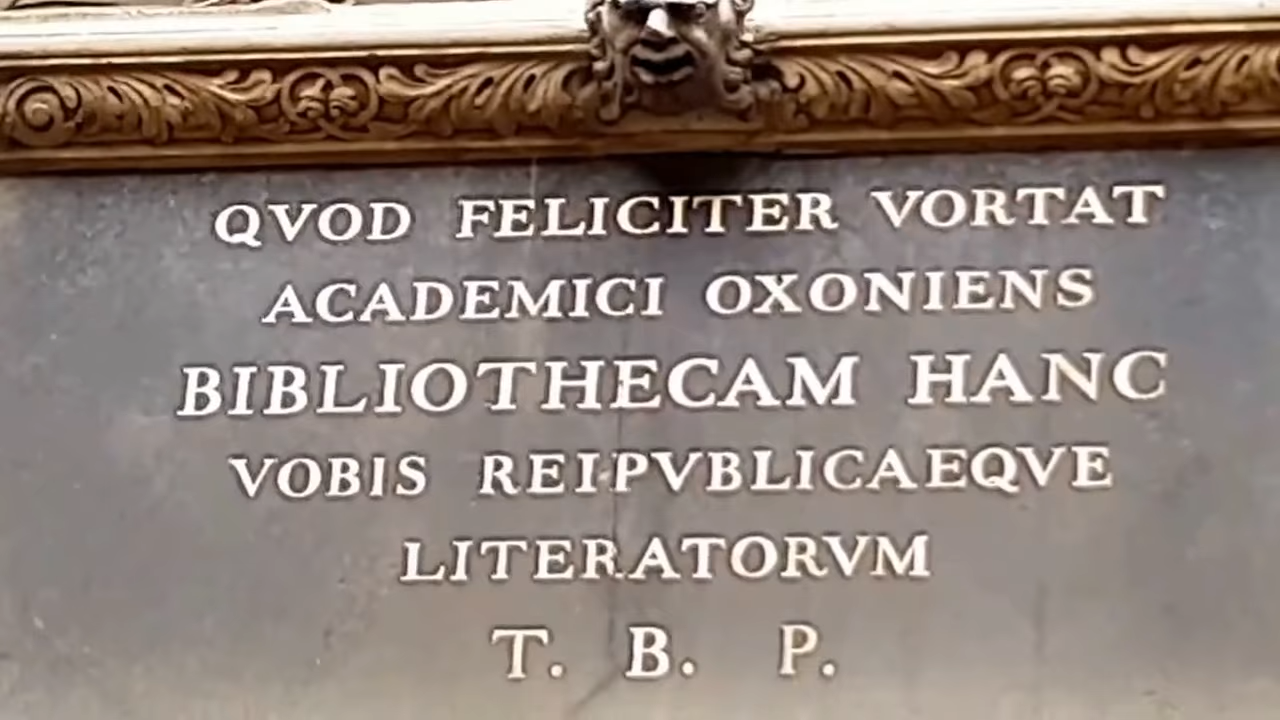 QVOD FELICITER VORTAT
ACADEMICI OXONIENS
BIBLIOTHECAM HANC
VOBIS REIPVBLICAEQVE
LITERATORVM
T. B. P.